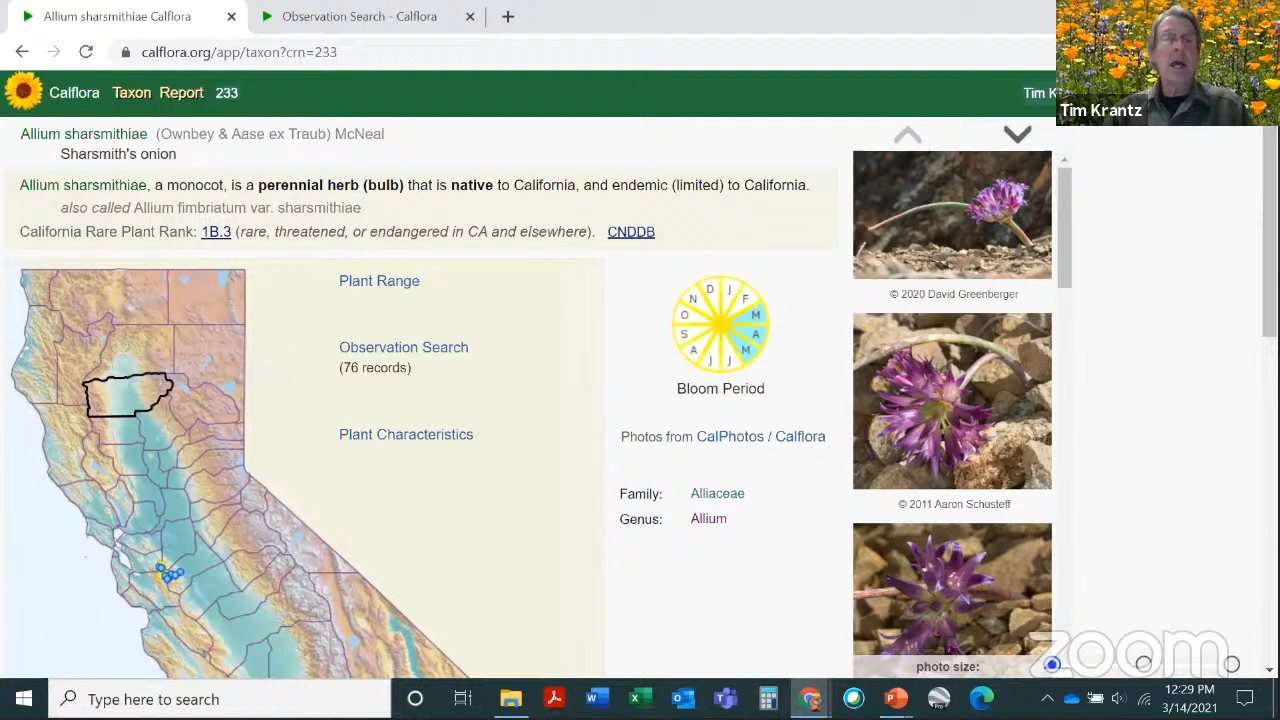 Allium sharsmithiae Calflora
Observation Search - Calflora
calflora.org/app/taxon?crn=233
Calflora Taxon Report 233
Tim K
Tim Krantz
Allium sharsmithiae (Ownbey & Aase ex Traub) McNeal
Sharsmith's onion
Allium sharsmithiae, a monocot, is a perennial herb (bulb) that is native to California, and endemic (limited) to California.
also called Allium fimbriatum var. sharsmithiae
California Rare Plant Rank: 1B.3 (rare, threatened, or endangered in CA and elsewhere). CNDDB
Plant Range
Observation Search
(76 records)
Plant Characteristics
D J
N F
O M
S A
A M
J J
Bloom Period
Photos from CalPhotos / Calflora
Family: Alliaceae
Genus: Allium
© 2020 David Greenberger
© 2011 Aaron Schusteff
photo size:
zoom
Type here to search
12:29 PM
3/14/2021